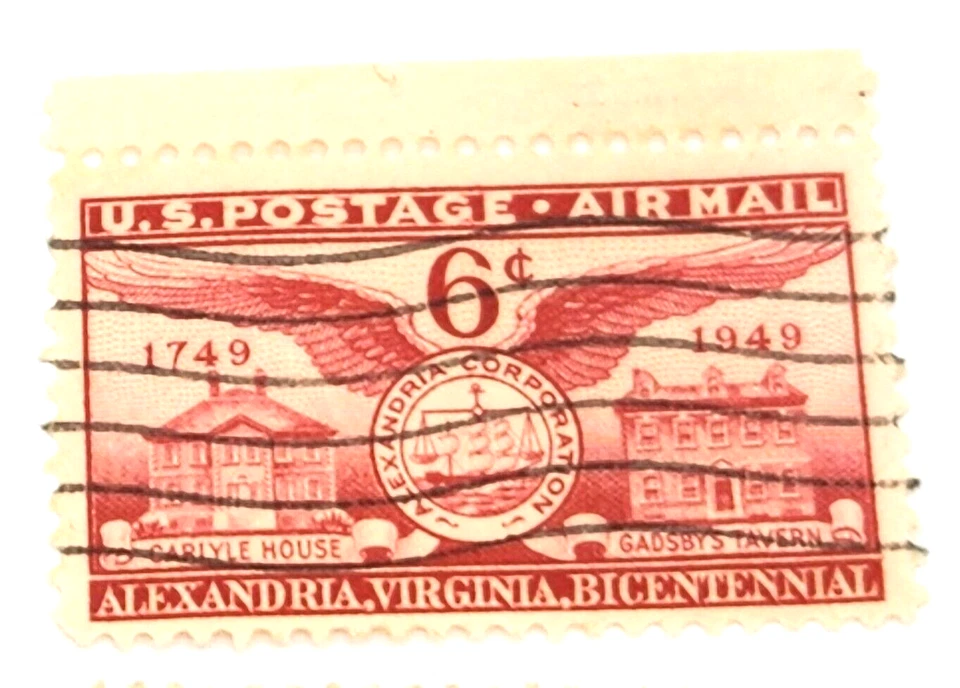 U.S. POSTAGE • AIR MAIL
6¢
1749
1949
ALEXANDRIA CORPORATION
CARLYLE HOUSE
GADSBY'S TAVERN
ALEXANDRIA, VIRGINIA, BICENTENNIAL